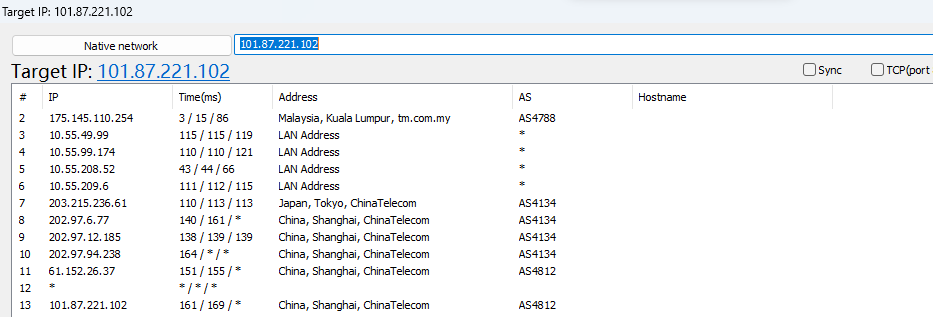 Target IP: 101.87.221.102
Native network 101.87.221.102
Target IP: 101.87.221.102 Sync TCP(port
# IP Time(ms) Address AS Hostname
2 175.145.110.254 3 / 15 / 86 Malaysia, Kuala Lumpur, tm.com.my AS4788
3 10.55.49.99 115 / 115 / 119 LAN Address *
4 10.55.99.174 110 / 110 / 121 LAN Address *
5 10.55.208.52 43 / 44 / 66 LAN Address *
6 10.55.209.6 111 / 112 / 115 LAN Address *
7 203.215.236.61 110 / 113 / 113 Japan, Tokyo, ChinaTelecom AS4134
8 202.97.6.77 140 / 161 / * China, Shanghai, ChinaTelecom AS4134
9 202.97.12.185 138 / 139 / 139 China, Shanghai, ChinaTelecom AS4134
10 202.97.94.238 164 / * / * China, Shanghai, ChinaTelecom AS4134
11 61.152.26.37 151 / 155 / * China, Shanghai, ChinaTelecom AS4812
12 * * / * / *
13 101.87.221.102 161 / 169 / * China, Shanghai, ChinaTelecom AS4812